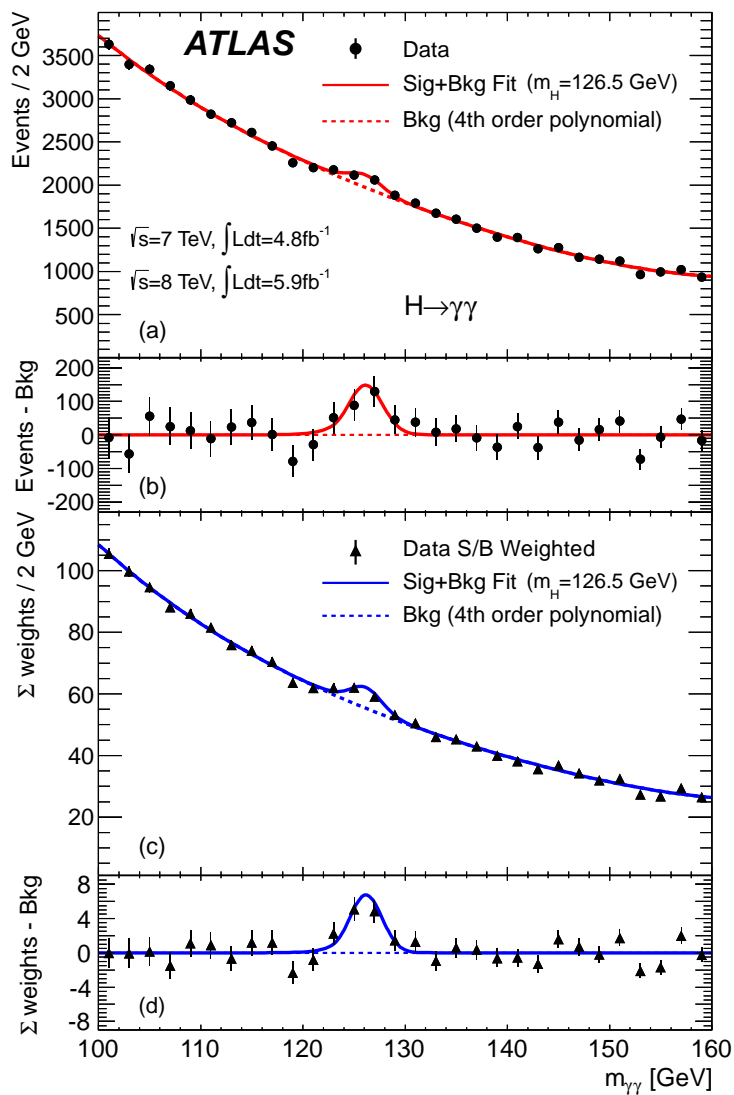 ATLAS
Data
Sig+Bkg Fit (m_H=126.5 GeV)
Bkg (4th order polynomial)
Events / 2 GeV
3500
3000
2500
2000
1500
1000
500
√s=7 TeV, ∫Ldt=4.8fb⁻¹
√s=8 TeV, ∫Ldt=5.9fb⁻¹
H→γγ
(a)
Events - Bkg
200
100
0
-100
-200
(b)
Σ weights / 2 GeV
100
80
60
40
20
Data S/B Weighted
Sig+Bkg Fit (m_H=126.5 GeV)
Bkg (4th order polynomial)
(c)
Σ weights - Bkg
8
4
0
-4
-8
(d)
100 110 120 130 140 150 160
m_γγ [GeV]